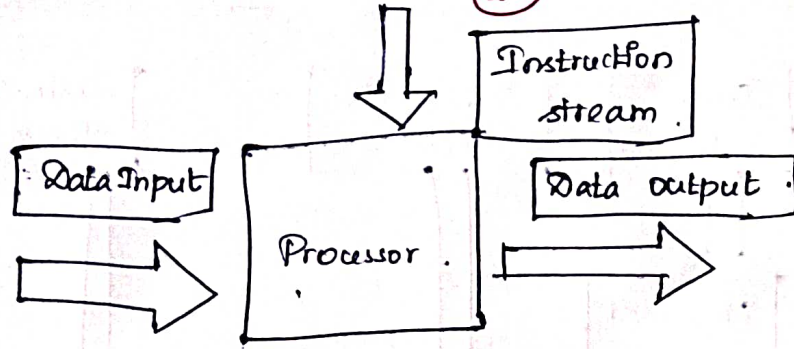 Instruction
stream.
Data Input
Data output.
Processor.